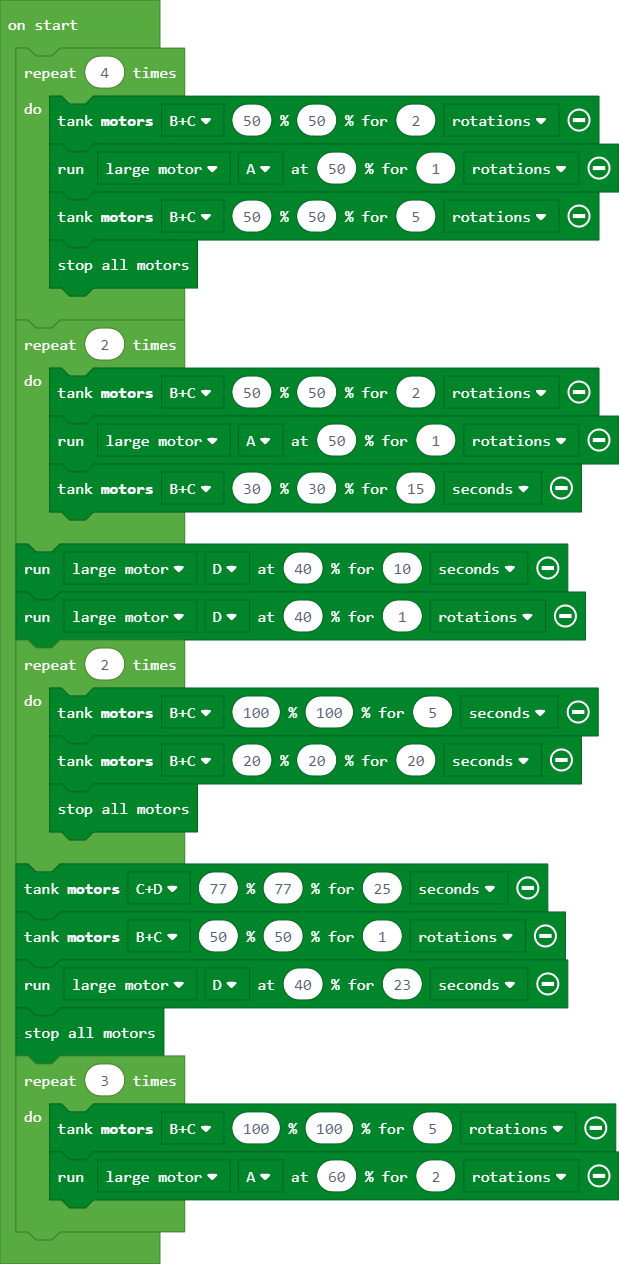 on start
repeat 4 times
do
tank motors B+C 50 % 50 % for 2 rotations
run large motor A at 50 % for 1 rotations
tank motors B+C 50 % 50 % for 5 rotations
stop all motors
repeat 2 times
do
tank motors B+C 50 % 50 % for 2 rotations
run large motor A at 50 % for 1 rotations
tank motors B+C 30 % 30 % for 15 seconds
run large motor D at 40 % for 10 seconds
run large motor D at 40 % for 1 rotations
repeat 2 times
do
tank motors B+C 100 % 100 % for 5 seconds
tank motors B+C 20 % 20 % for 20 seconds
stop all motors
tank motors C+D 77 % 77 % for 25 seconds
tank motors B+C 50 % 50 % for 1 rotations
run large motor D at 40 % for 23 seconds
stop all motors
repeat 3 times
do
tank motors B+C 100 % 100 % for 5 rotations
run large motor A at 60 % for 2 rotations